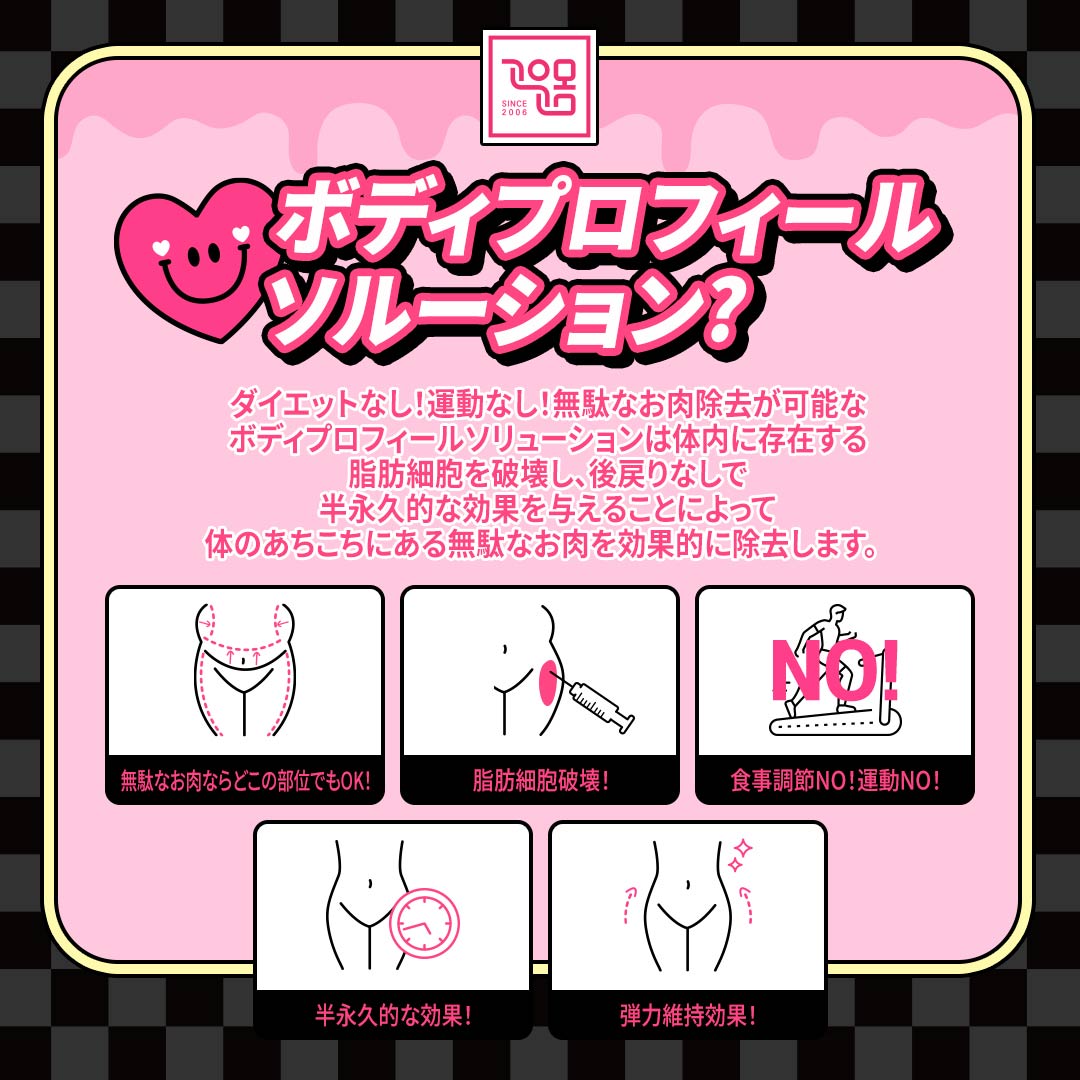 SINCE
2006
ボディプロフィール
ソルーション?
ダイエットなし!運動なし!無駄なお肉除去が可能な
ボディプロフィールソリューションは体内に存在する
脂肪細胞を破壊し、後戻りなしで
半永久的な効果を与えることによって
体のあちこちにある無駄なお肉を効果的に除去します。
NO!
無駄なお肉ならどこの部位でもOK!
脂肪細胞破壊!
食事調節NO!運動NO!
半永久的な効果!
弾力維持効果!